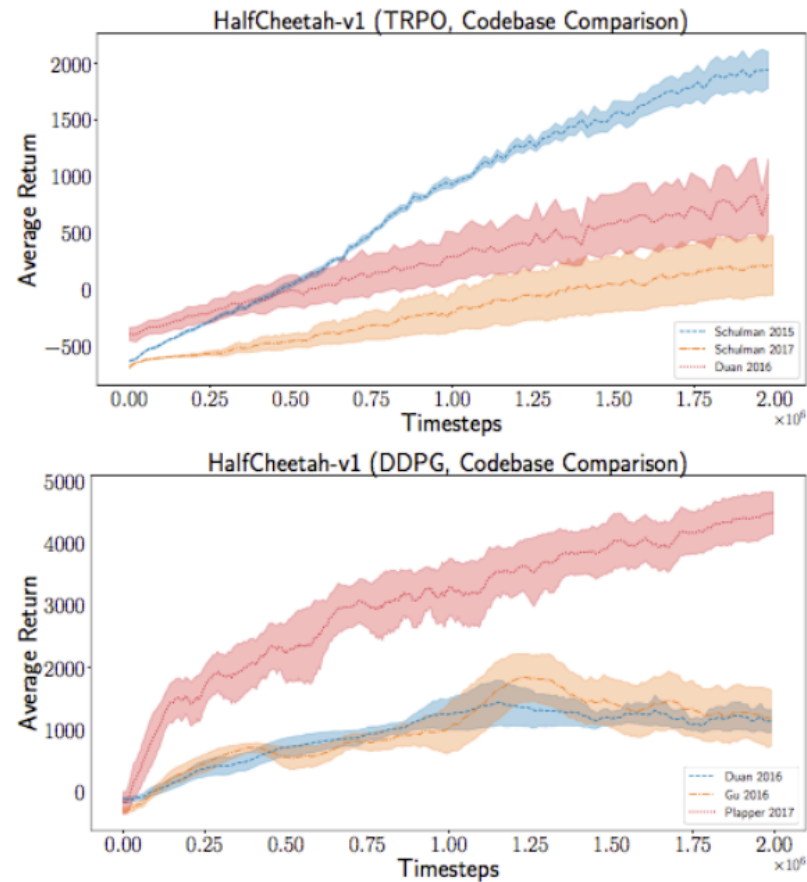 HalfCheetah-v1 (TRPO, Codebase Comparison)
2000
1500
1000
500
0
−500
Average Return
Schulman 2015
Schulman 2017
Duan 2016
0.00 0.25 0.50 0.75 1.00 1.25 1.50 1.75 2.00
×10⁶
Timesteps
HalfCheetah-v1 (DDPG, Codebase Comparison)
5000
4000
3000
2000
1000
0
Average Return
Duan 2016
Gu 2016
Plapper 2017
0.00 0.25 0.50 0.75 1.00 1.25 1.50 1.75 2.00
×10⁶
Timesteps